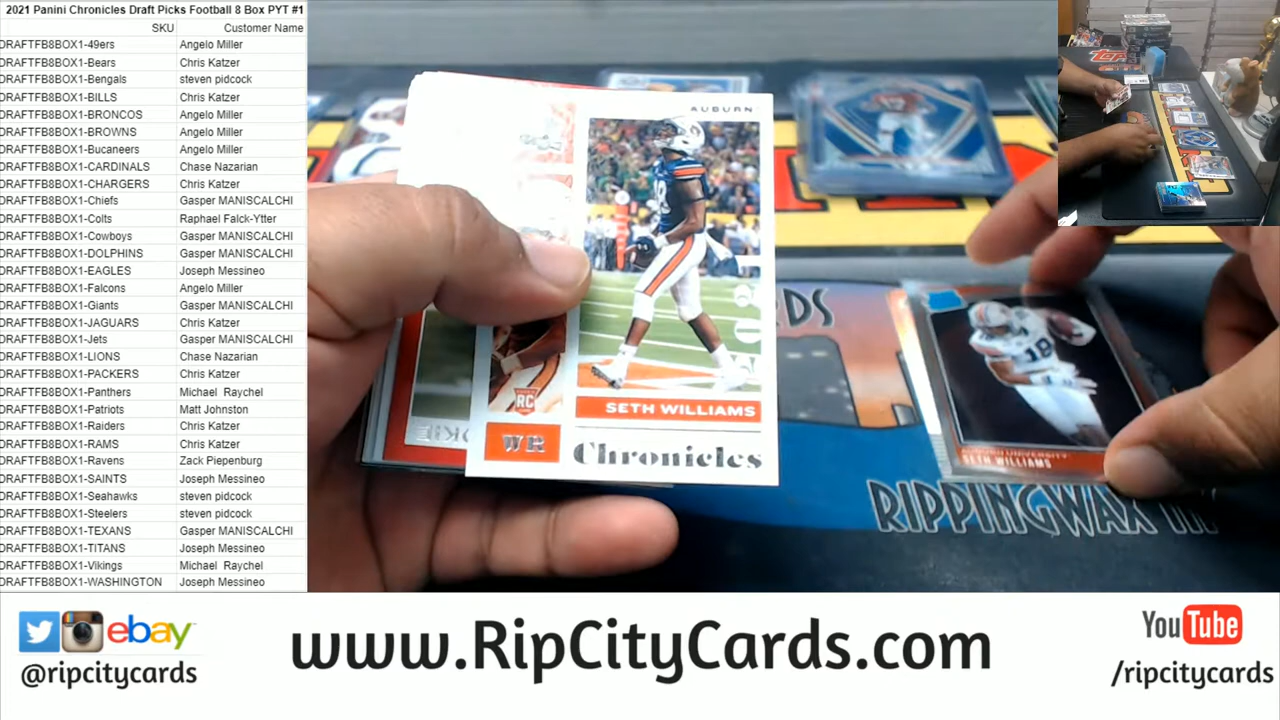 2021 Panini Chronicles Draft Picks Football 8 Box PYT #1
SKU Customer Name
DRAFTFB8BOX1-49ers Angelo Miller
DRAFTFB8BOX1-Bears Chris Katzer
DRAFTFB8BOX1-Bengals steven pidcock
DRAFTFB8BOX1-BILLS Chris Katzer
DRAFTFB8BOX1-BRONCOS Angelo Miller
DRAFTFB8BOX1-BROWNS Angelo Miller
DRAFTFB8BOX1-Bucaneers Angelo Miller
DRAFTFB8BOX1-CARDINALS Chase Nazarian
DRAFTFB8BOX1-CHARGERS Chris Katzer
DRAFTFB8BOX1-Chiefs Gasper MANISCALCHI
DRAFTFB8BOX1-Colts Raphael Falck-Ytter
DRAFTFB8BOX1-Cowboys Gasper MANISCALCHI
DRAFTFB8BOX1-DOLPHINS Gasper MANISCALCHI
DRAFTFB8BOX1-EAGLES Joseph Messineo
DRAFTFB8BOX1-Falcons Angelo Miller
DRAFTFB8BOX1-Giants Gasper MANISCALCHI
DRAFTFB8BOX1-JAGUARS Chris Katzer
DRAFTFB8BOX1-Jets Gasper MANISCALCHI
DRAFTFB8BOX1-LIONS Chase Nazarian
DRAFTFB8BOX1-PACKERS Chris Katzer
DRAFTFB8BOX1-Panthers Michael Raychel
DRAFTFB8BOX1-Patriots Matt Johnston
DRAFTFB8BOX1-Raiders Chris Katzer
DRAFTFB8BOX1-RAMS Chris Katzer
DRAFTFB8BOX1-Ravens Zack Piepenburg
DRAFTFB8BOX1-SAINTS Joseph Messineo
DRAFTFB8BOX1-Seahawks steven pidcock
DRAFTFB8BOX1-Steelers steven pidcock
DRAFTFB8BOX1-TEXANS Gasper MANISCALCHI
DRAFTFB8BOX1-TITANS Joseph Messineo
DRAFTFB8BOX1-Vikings Michael Raychel
DRAFTFB8BOX1-WASHINGTON Joseph Messineo
AUBURN
RC
SETH WILLIAMS
WR
Chronicles
18
AUBURN UNIVERSITY
SETH WILLIAMS
RIPPINGWAX
ebay
@ripcitycards
www.RipCityCards.com
YouTube
/ripcitycards